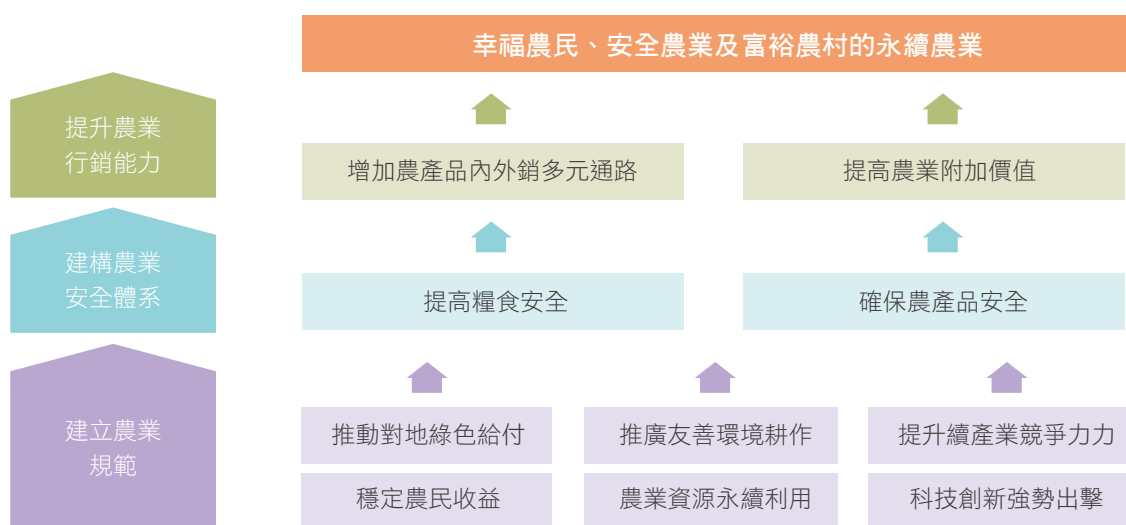 幸福農民、安全農業及富裕農村的永續農業
提升農業
行銷能力
增加農產品內外銷多元通路
提高農業附加價值
建構農業
安全體系
提高糧食安全
確保農產品安全
建立農業
規範
推動對地綠色給付
推廣友善環境耕作
提升續產業競爭力力
穩定農民收益
農業資源永續利用
科技創新強勢出擊